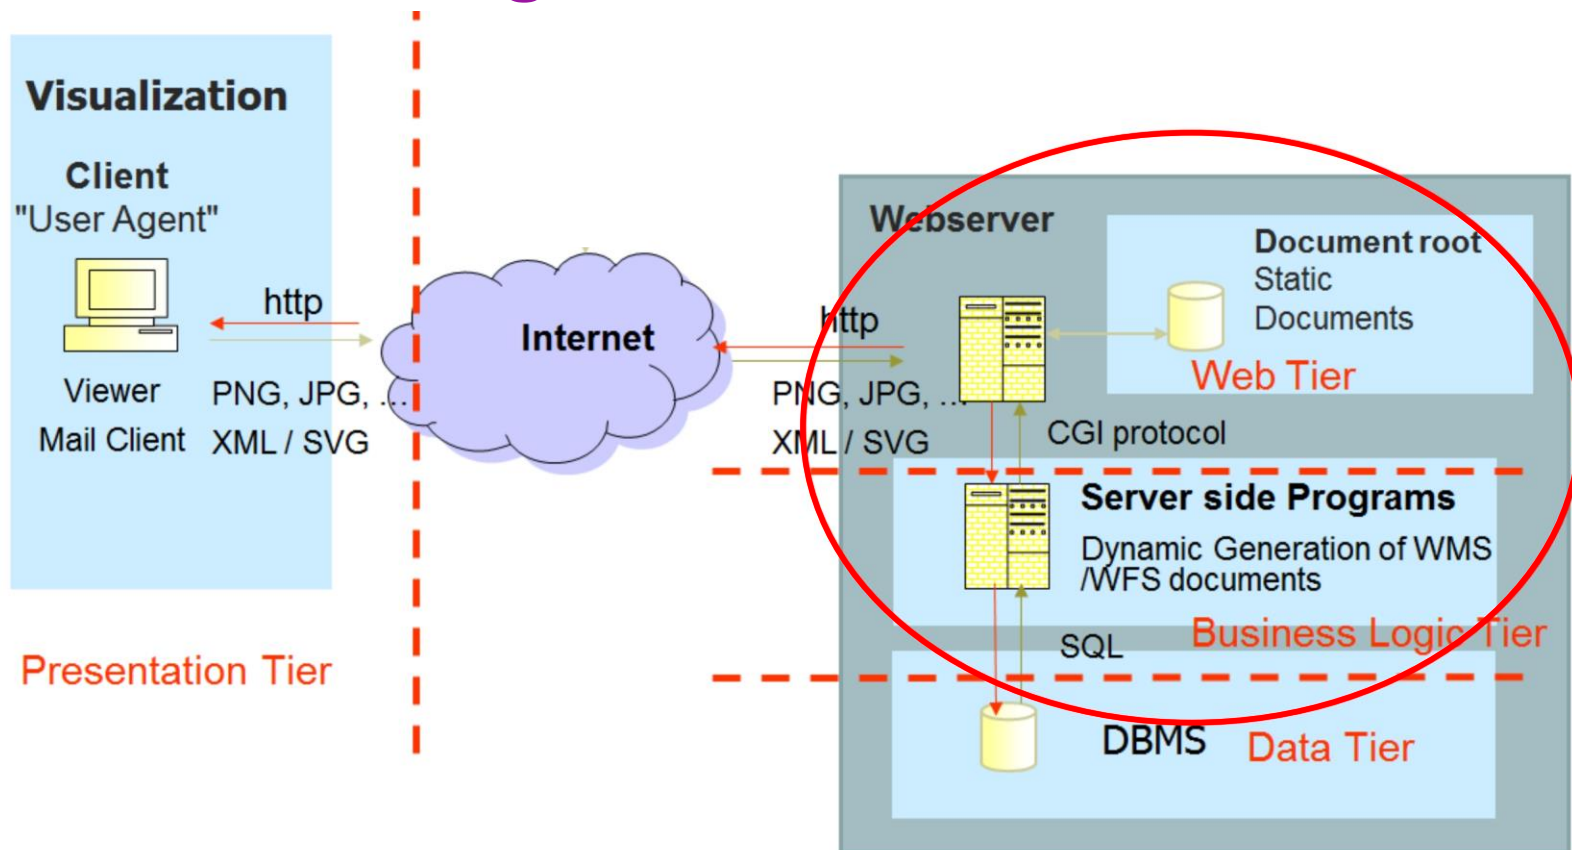 Visualization
Client
"User Agent"
http
Viewer
Mail Client
PNG, JPG, ...
XML / SVG
Presentation Tier
Internet
http
PNG, JPG, ...
XML / SVG
Webserver
Document root
Static
Documents
Web Tier
CGI protocol
Server side Programs
Dynamic Generation of WMS
/WFS documents
Business Logic Tier
SQL
DBMS
Data Tier